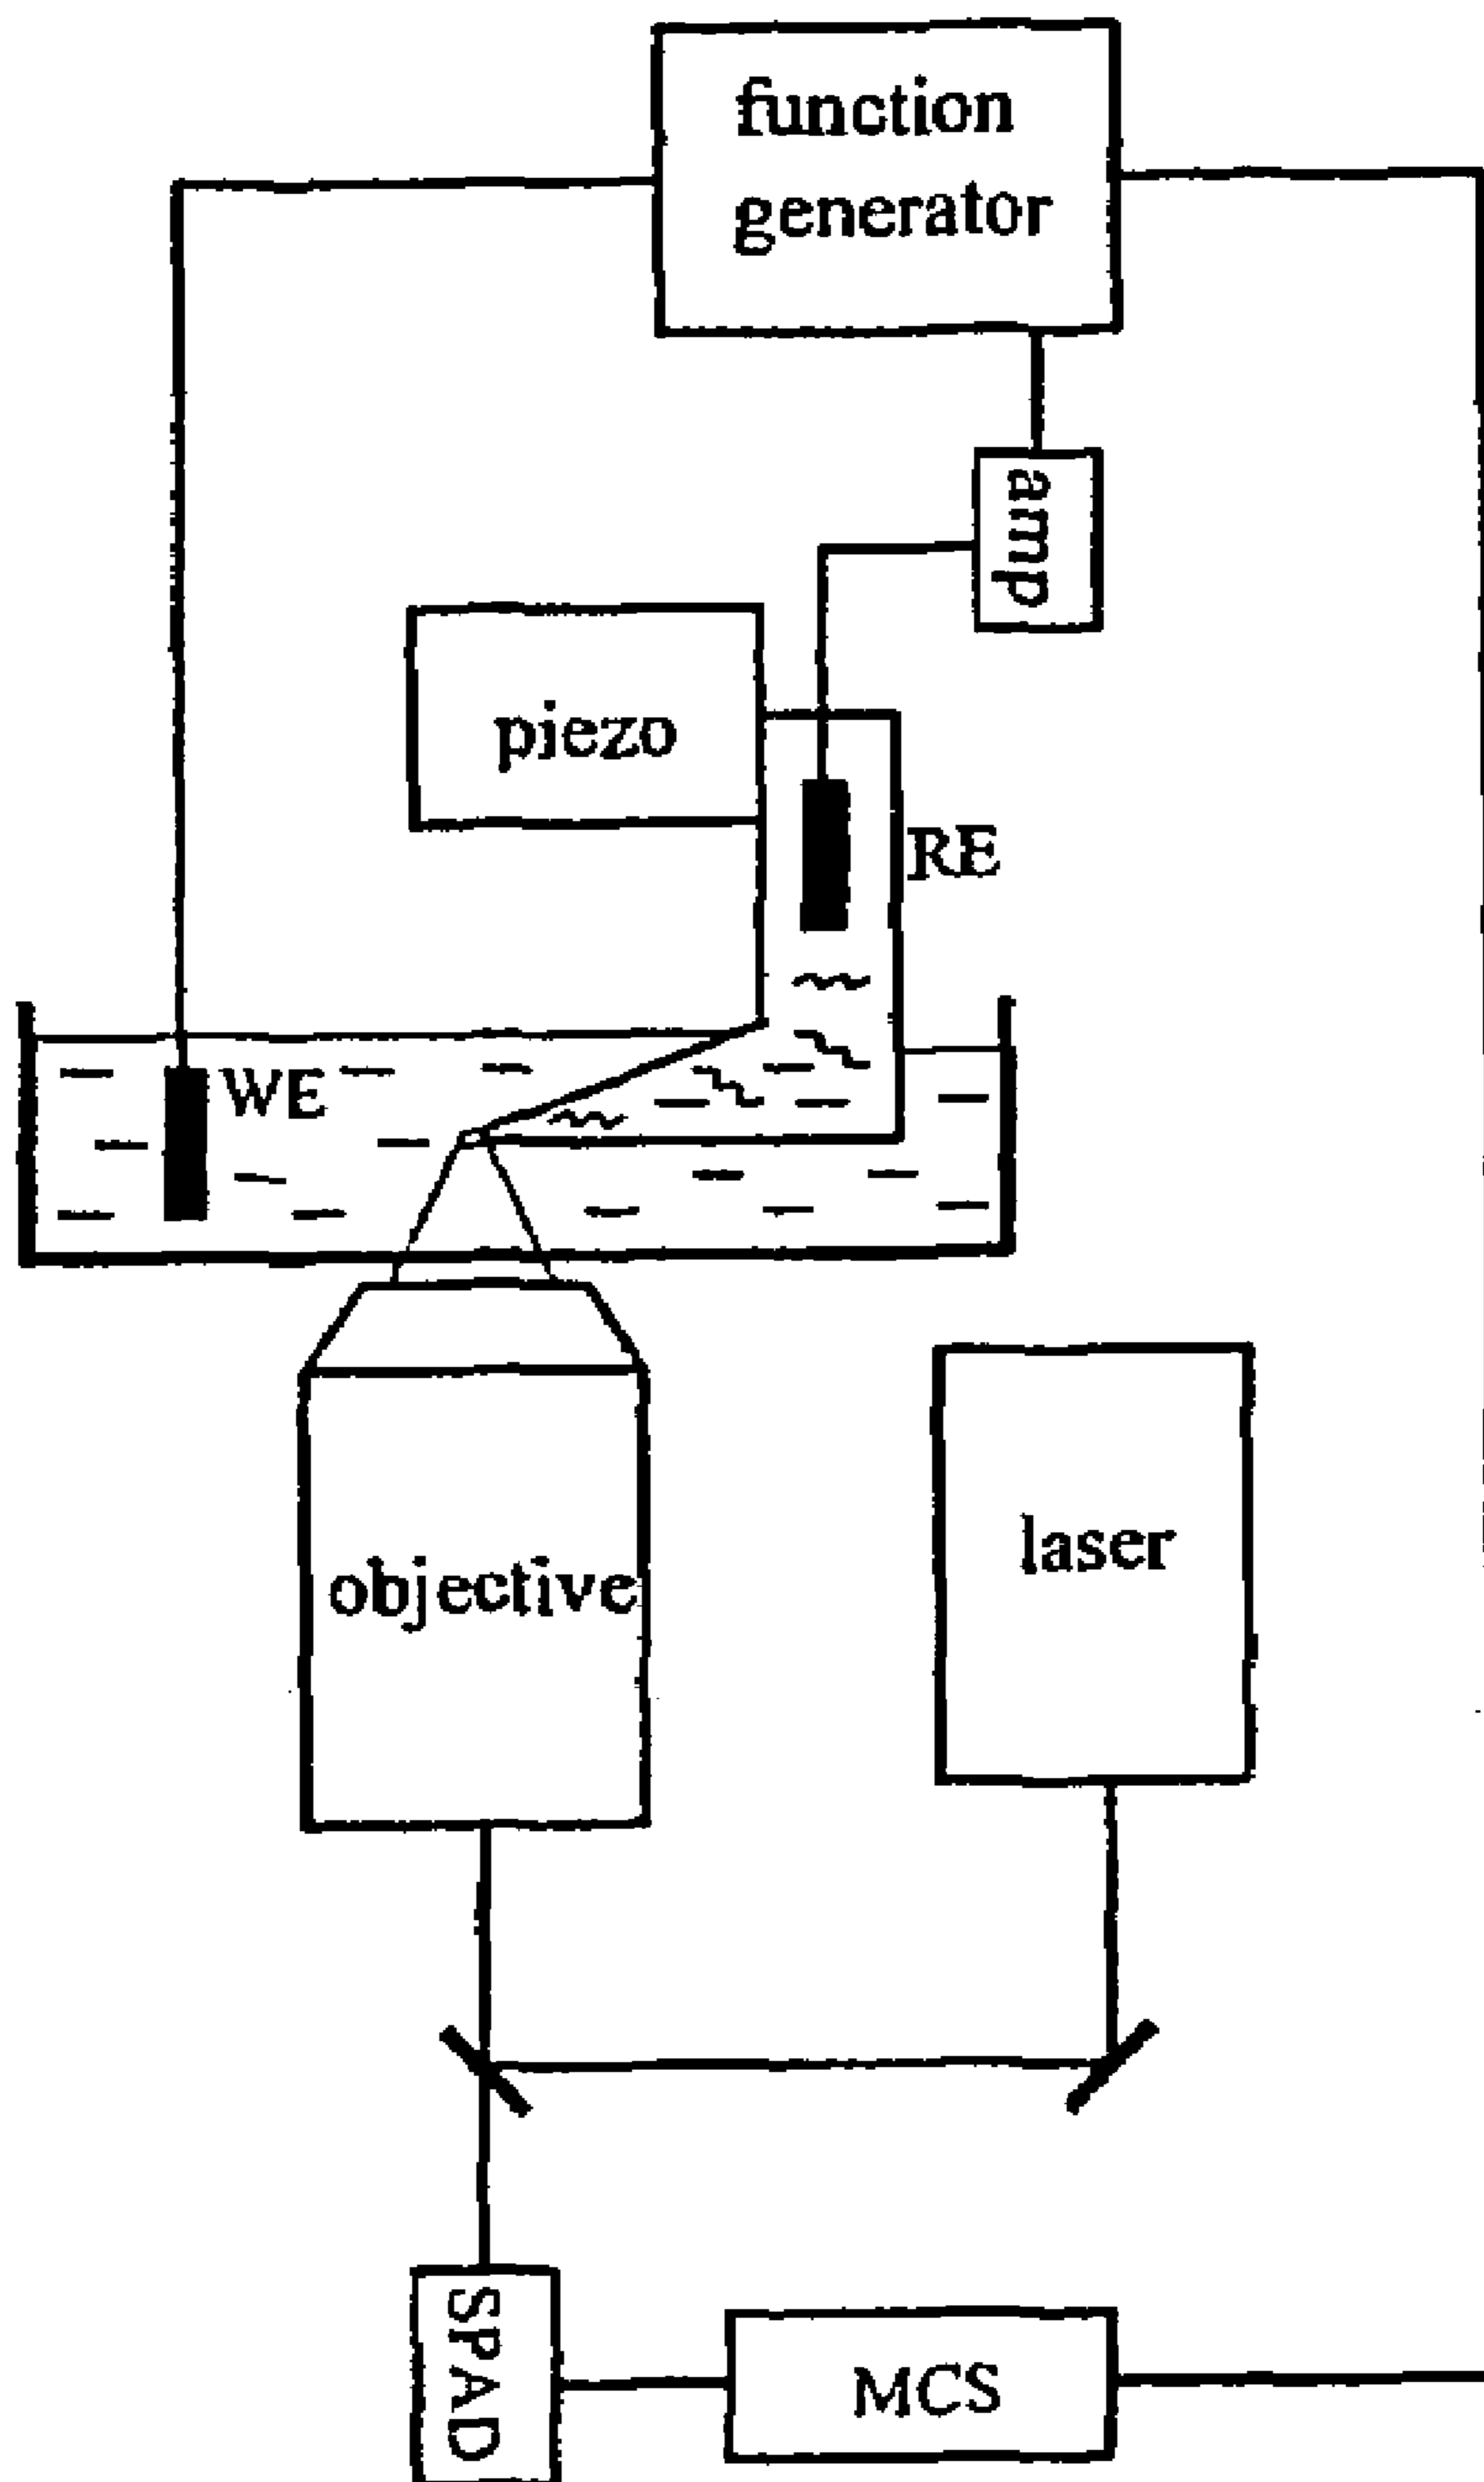 function
generator
amp
piezo
RE
WE
objective
laser
SPAD
MCS